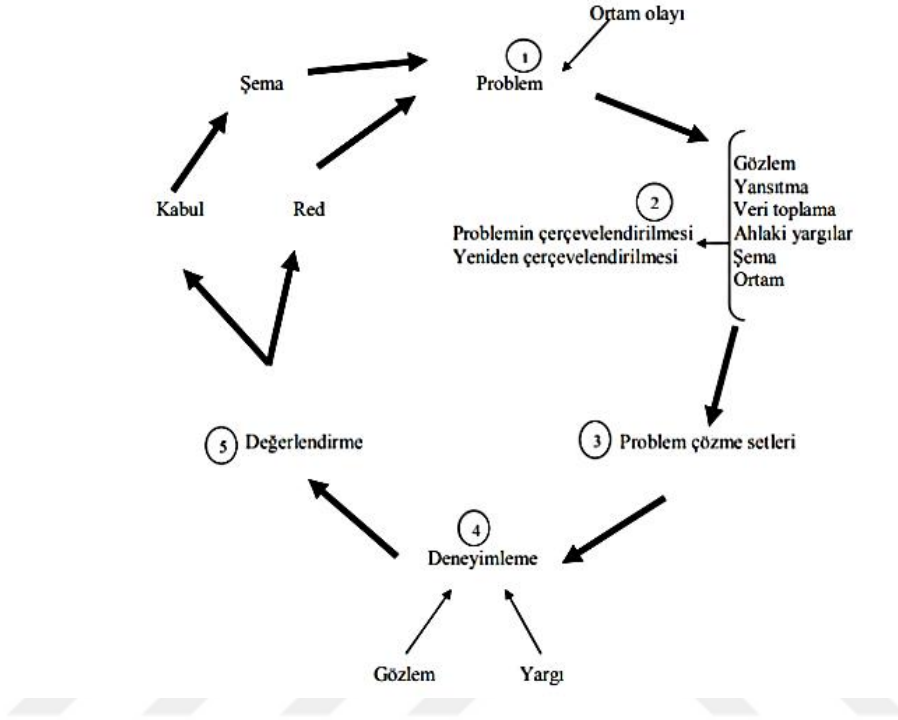 Ortam olayı
1
Problem
Şema
Kabul
Red
Gözlem
Yansıtma
Veri toplama
Ahlaki yargılar
Şema
Ortam
2
Problemin çerçevelendirilmesi
Yeniden çerçevelendirilmesi
3 Problem çözme setleri
4
Deneyimleme
Gözlem
Yargı
5 Değerlendirme